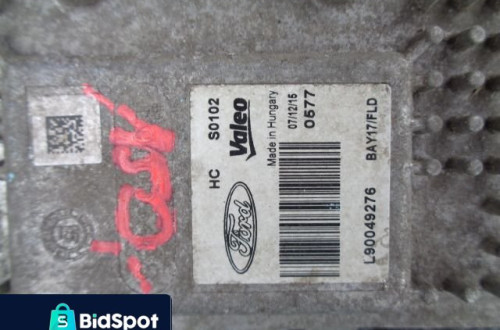 HC S0102
Ford
Valeo
Made in Hungary
07/12/15
0577
L90049276 BAY17/FLD
BidSpot